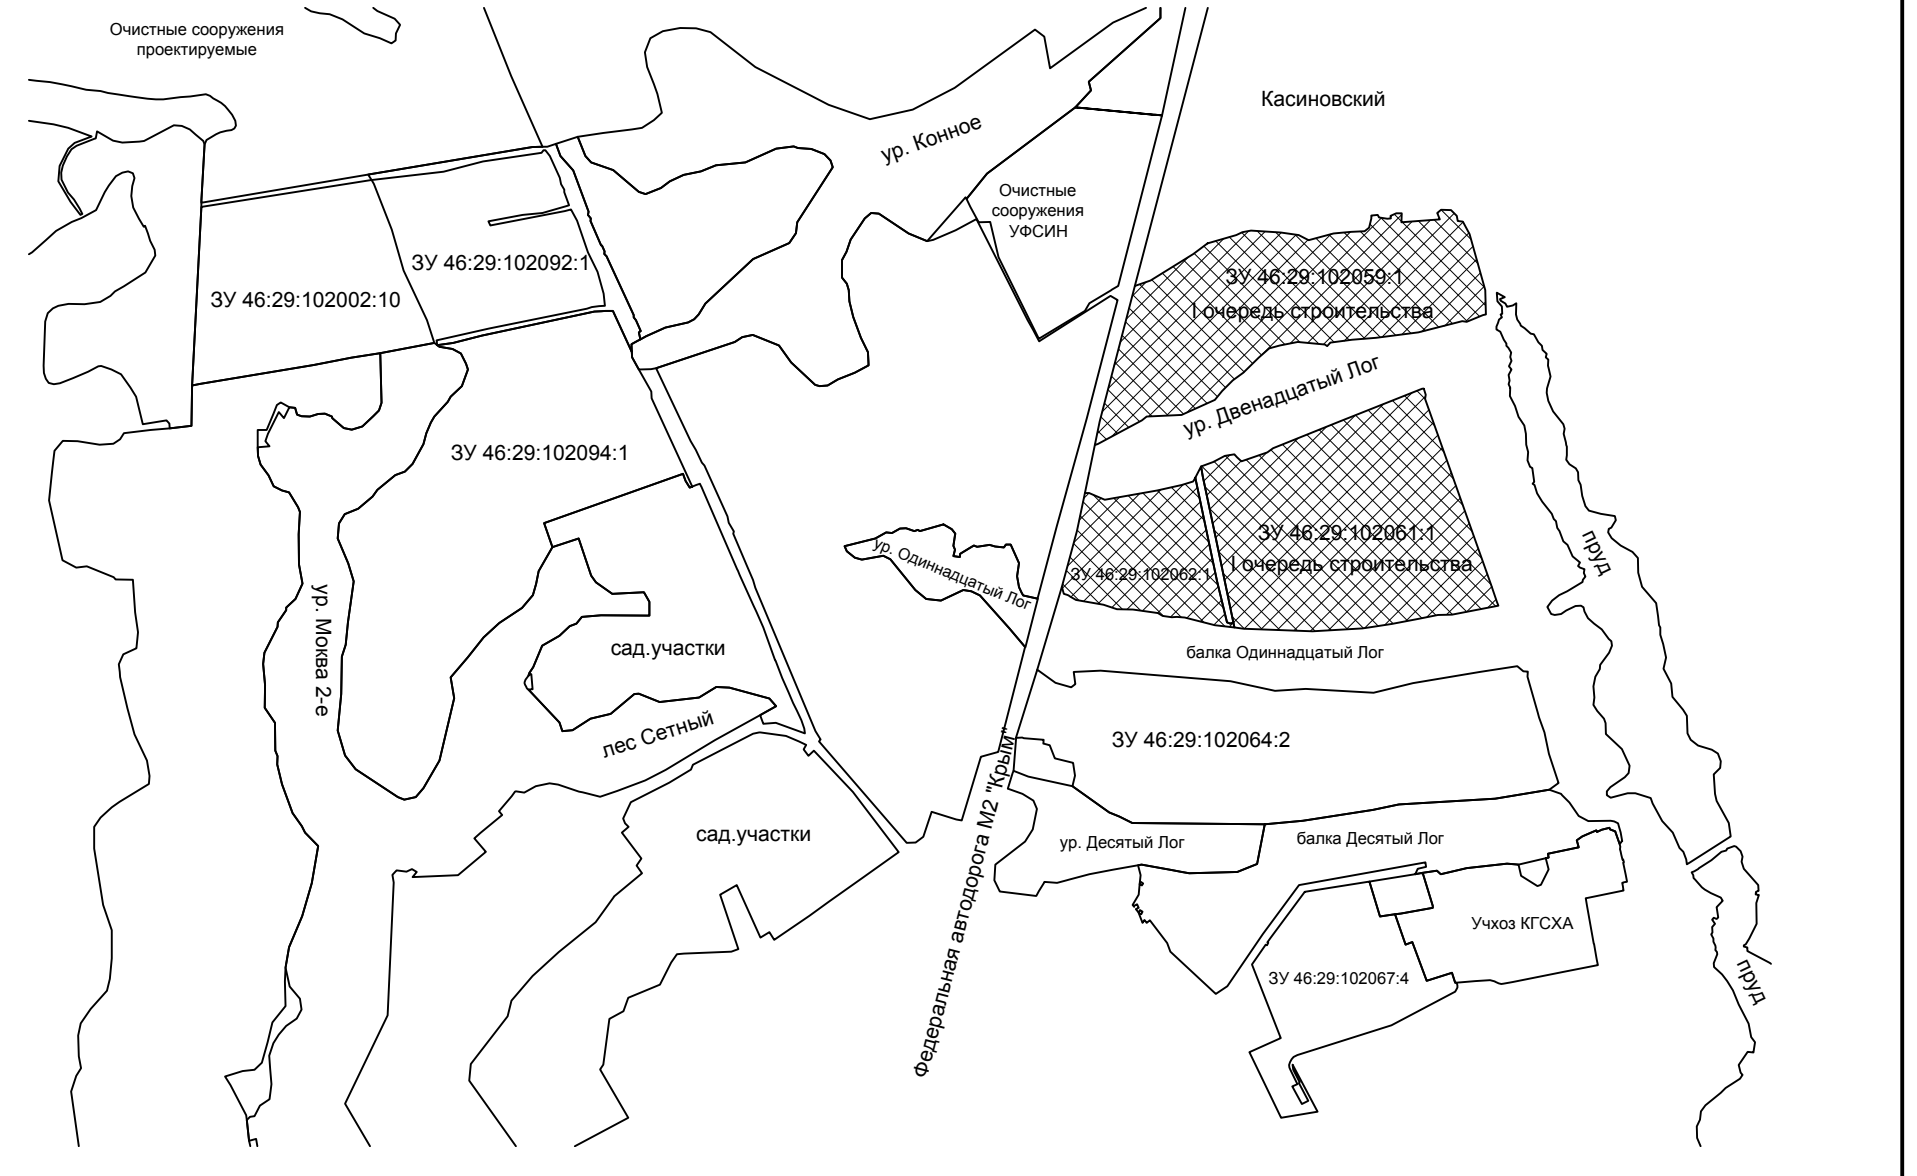 Очистные сооружения
проектируемые
Касиновский
ур. Конное
Очистные
сооружения
УФСИН
ЗУ 46:29:102092:1
ЗУ 46:29:102002:10
ЗУ 46:29:102059:1
I очередь строительства
ур. Двенадцатый Лог
ЗУ 46:29:102094:1
ЗУ 46:29:102061:1
I очередь строительства
ЗУ 46:29:102062:1
пруд
ур. Одиннадцатый Лог
ур. Моква 2-е
сад.участки
балка Одиннадцатый Лог
лес Сетный
ЗУ 46:29:102064:2
сад.участки
Федеральная автодорога М2 "Крым"
ур. Десятый Лог
балка Десятый Лог
Учхоз КГСХА
ЗУ 46:29:102067:4
пруд